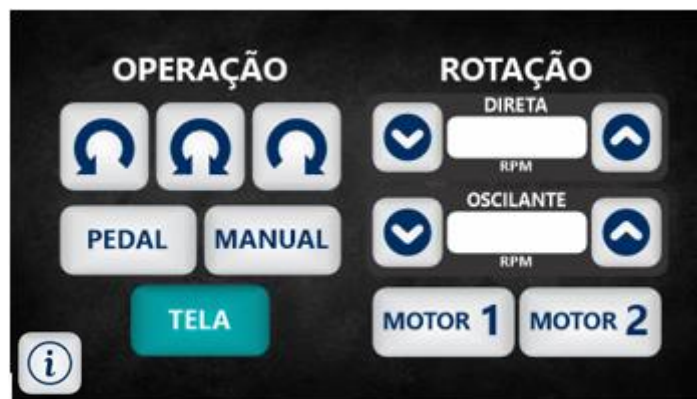 OPERAÇÃO
PEDAL MANUAL
TELA
i
ROTAÇÃO
DIRETA
RPM
OSCILANTE
RPM
MOTOR 1 MOTOR 2